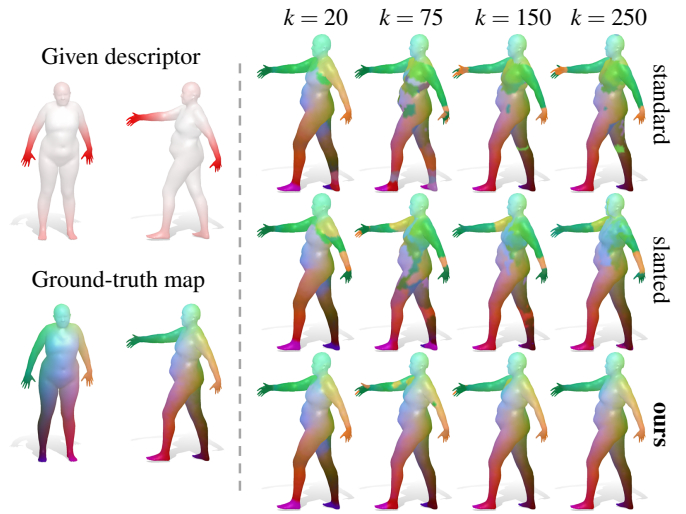 k = 20 k = 75 k = 150 k = 250
Given descriptor
standard
slanted
Ground-truth map
ours